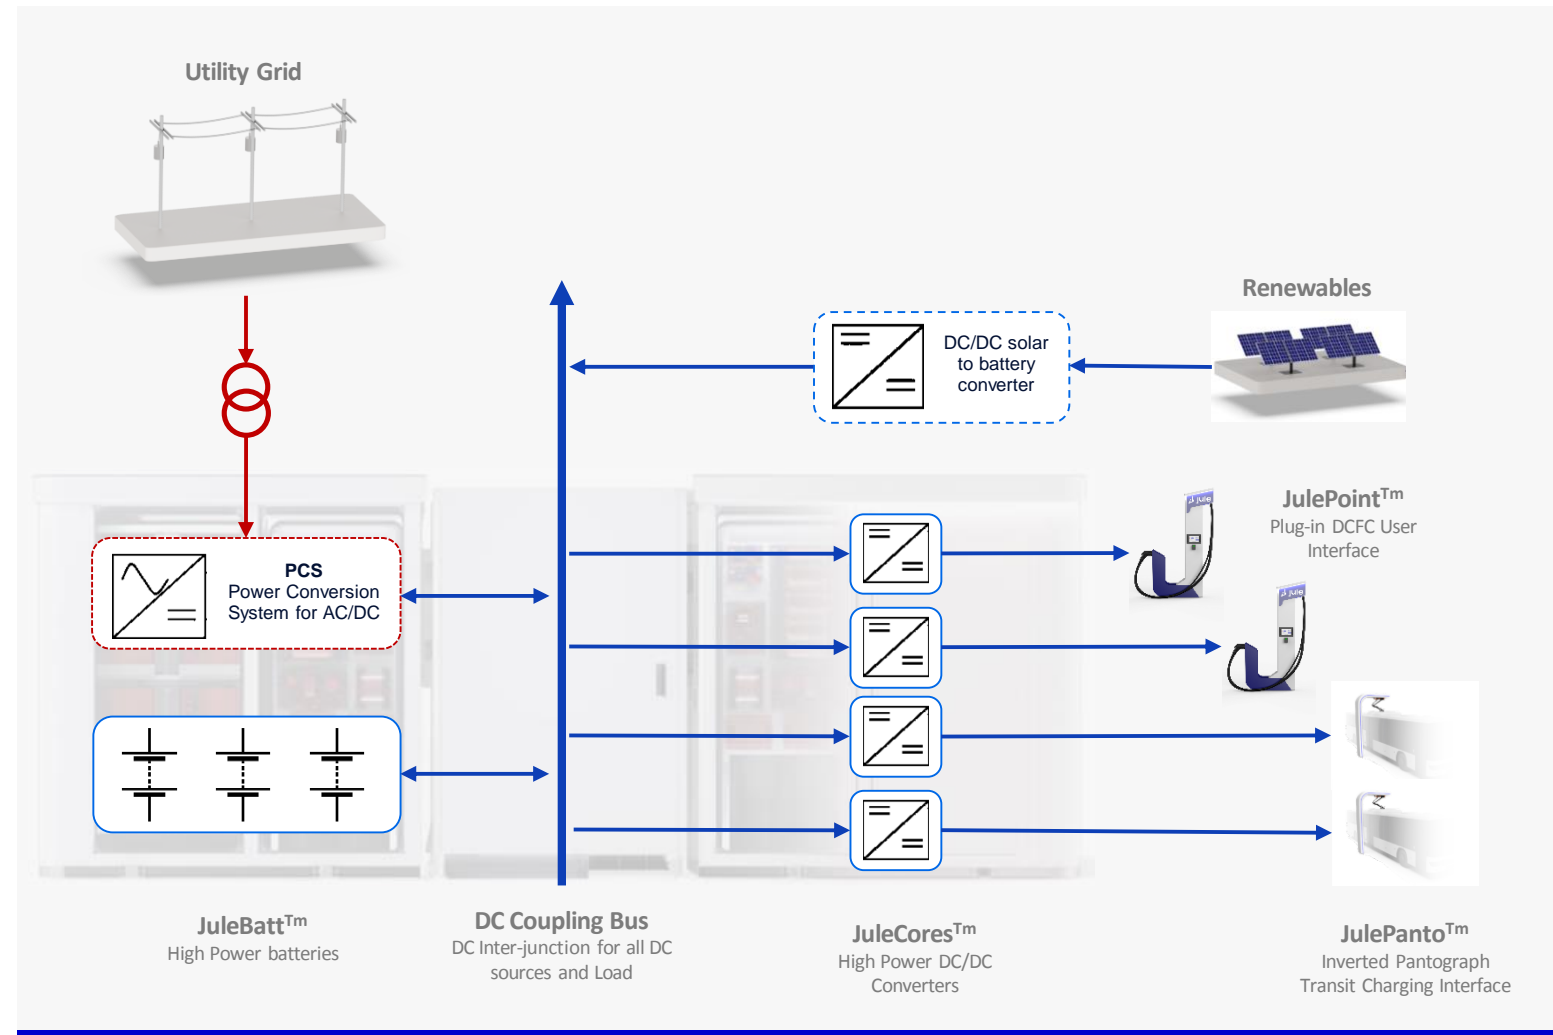 Utility Grid
Renewables
DC/DC solar
to battery
converter
JulePointTm
Plug-in DCFC User
Interface
Jule
Jule
PCS
Power Conversion
System for AC/DC
JuleBattTm
High Power batteries
DC Coupling Bus
DC Inter-junction for all DC
sources and Load
JuleCoresTm
High Power DC/DC
Converters
JulePantoTm
Inverted Pantograph
Transit Charging Interface